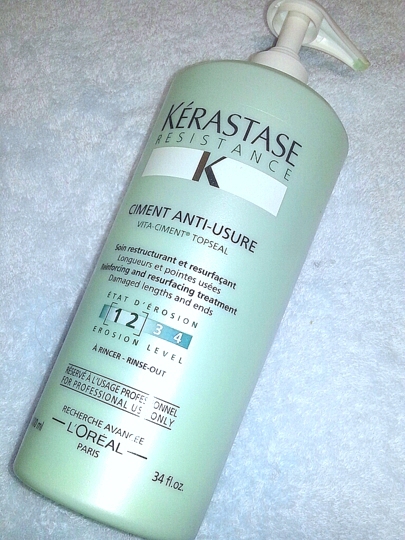 KÉRASTASE
RESISTANCE
K
CIMENT ANTI-USURE
VITA-CIMENT® TOPSEAL
Soin restructurant et resurfaçant
Longueurs et pointes usées
Reinforcing and resurfacing treatment
Damaged lengths and ends
ÉTAT D'ÉROSION
1 2 3 4
EROSION LEVEL
À RINCER - RINSE-OUT
RÉSERVÉ À L'USAGE PROFESSIONNEL
FOR PROFESSIONAL USE ONLY
RECHERCHE AVANCÉE
L'ORÉAL
PARIS
ml 34 fl.oz.